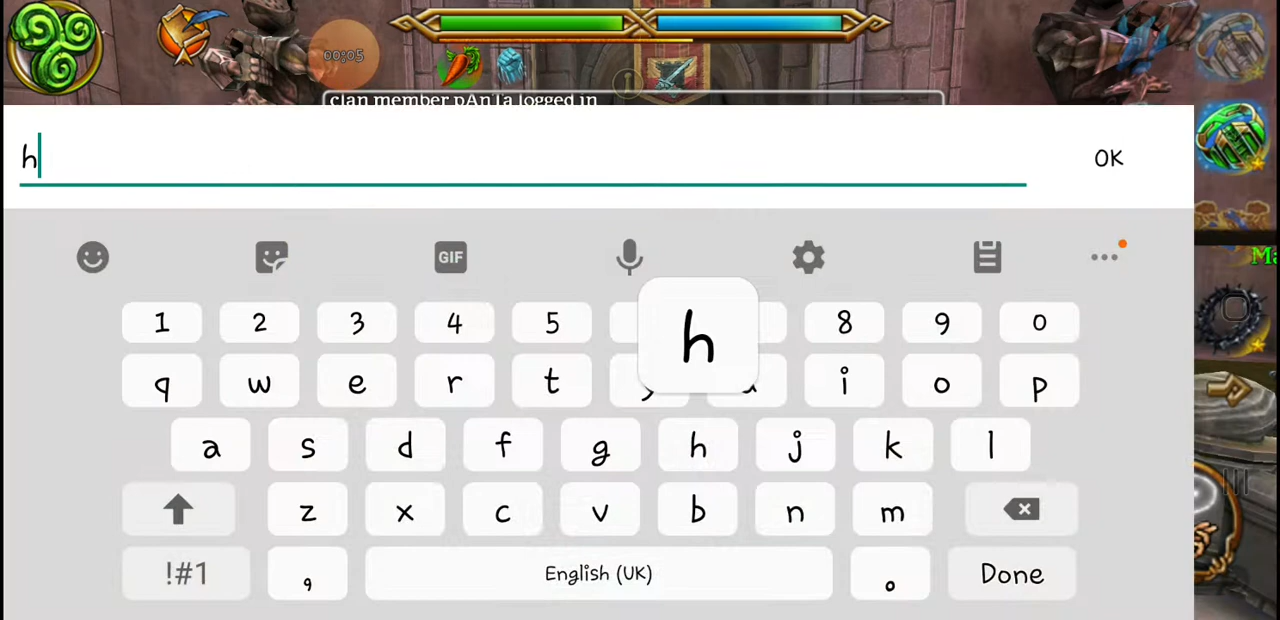 00:05
clan member pAnTa logged in
h
OK
GIF
h
1 2 3 4 5 8 9 0
q w e r t i o p
a s d f g h j k l
z x c v b n m
!#1 , English (UK) . Done